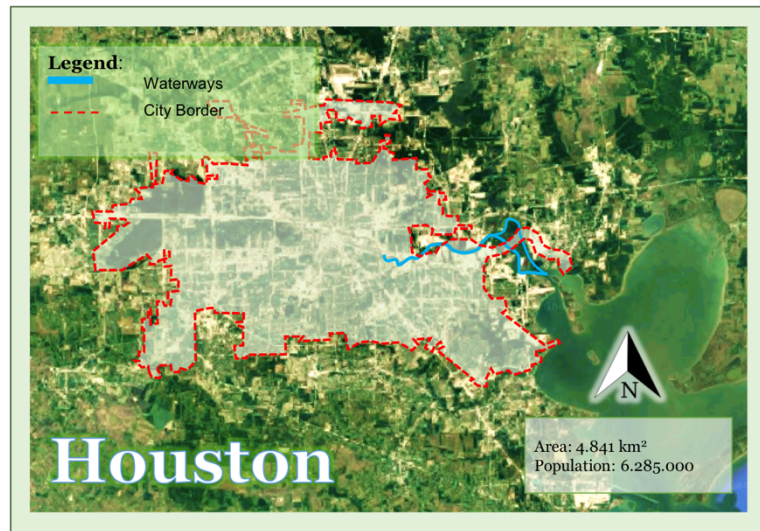 Legend:
Waterways
City Border
N
Area: 4.841 km²
Population: 6.285.000
Houston